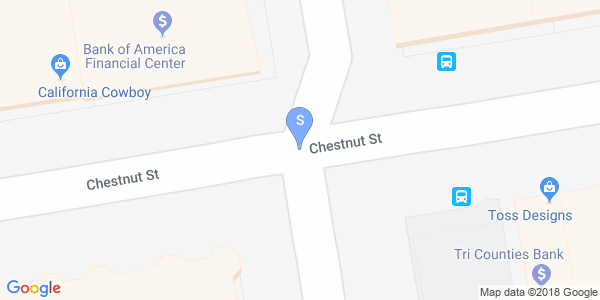 Bank of America
Financial Center
California Cowboy
S
Chestnut St
Chestnut St
Toss Designs
Tri Counties Bank
Google
Map data ©2018 Google